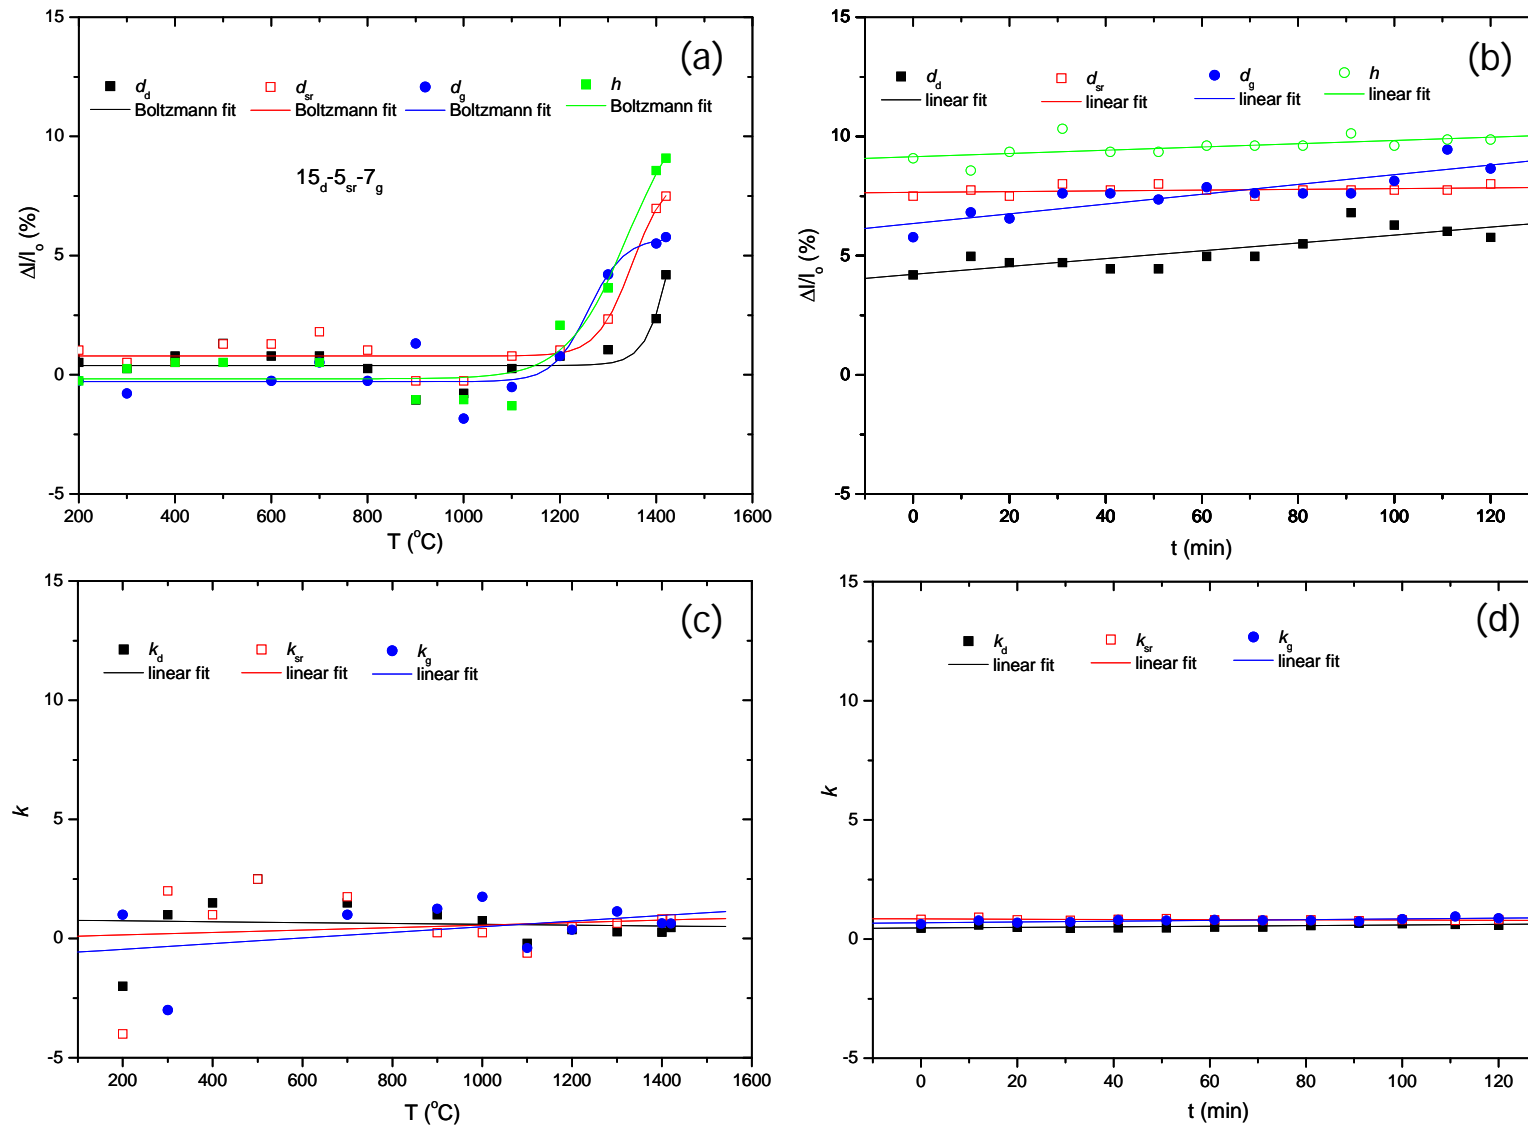 (a)
d_d d_sr d_g h
Boltzmann fit Boltzmann fit Boltzmann fit Boltzmann fit
15_d-5_sr-7_g
ΔI/I_o (%)
15
10
5
0
-5
200 400 600 800 1000 1200 1400 1600
T (°C)
(b)
d_d d_sr d_g h
linear fit linear fit linear fit linear fit
ΔI/I_o (%)
15
10
5
0
-5
0 20 40 60 80 100 120
t (min)
(c)
k_d k_sr k_g
linear fit linear fit linear fit
k
15
10
5
0
-5
200 400 600 800 1000 1200 1400 1600
T (°C)
(d)
k_d k_sr k_g
linear fit linear fit linear fit
k
15
10
5
0
-5
0 20 40 60 80 100 120
t (min)